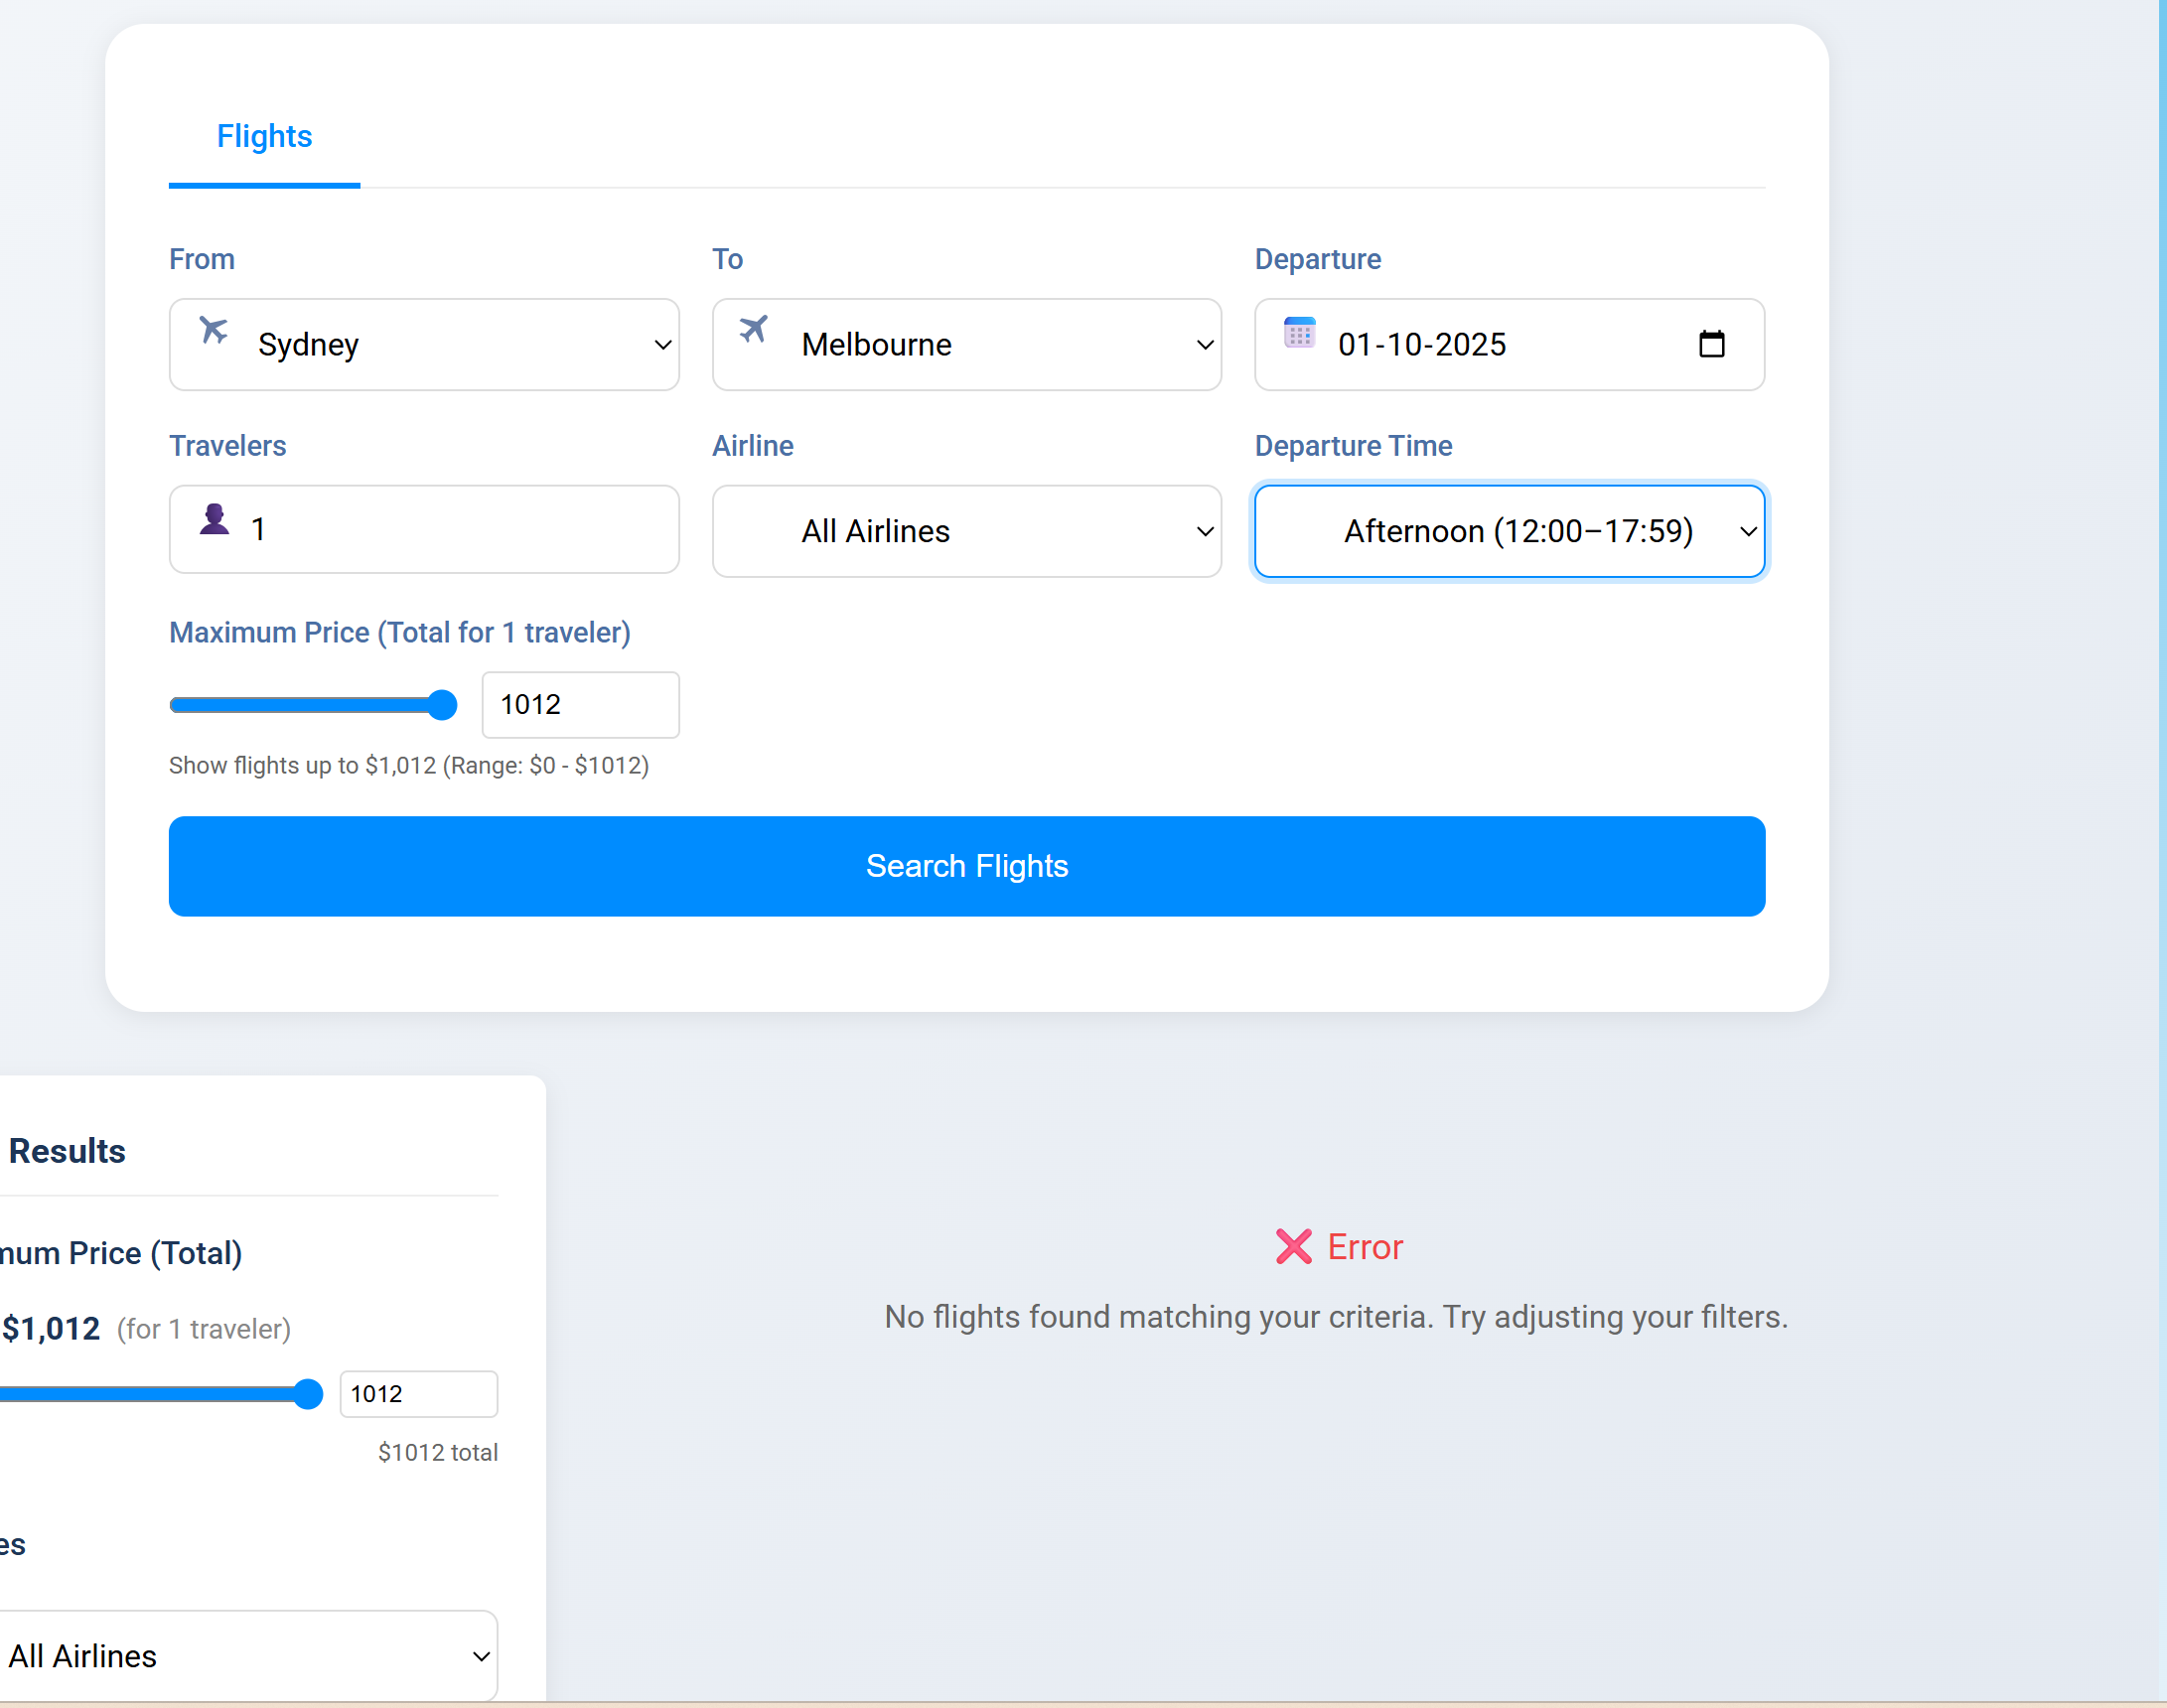 Flights
From
To
Departure
Sydney
Melbourne
01-10-2025
Travelers
Airline
Departure Time
1
All Airlines
Afternoon (12:00–17:59)
Maximum Price (Total for 1 traveler)
1012
Show flights up to $1,012 (Range: $0 - $1012)
Search Flights
Results
Price (Total)
$1,012 (for 1 traveler)
1012
$1012 total
All Airlines
❌ Error
No flights found matching your criteria. Try adjusting your filters.